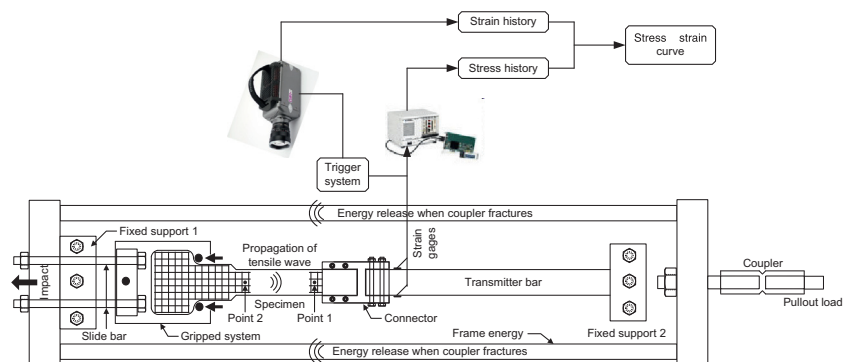 Strain history
Stress strain
curve
Stress history
Trigger
system
Strain
gages
Fixed support 1
Energy release when coupler fractures
Propagation of
tensile wave
Impact
Coupler
Transmitter bar
Pullout load
Specimen
Point 2
Point 1
Connector
Slide bar
Gripped system
Frame energy
Fixed support 2
Energy release when coupler fractures